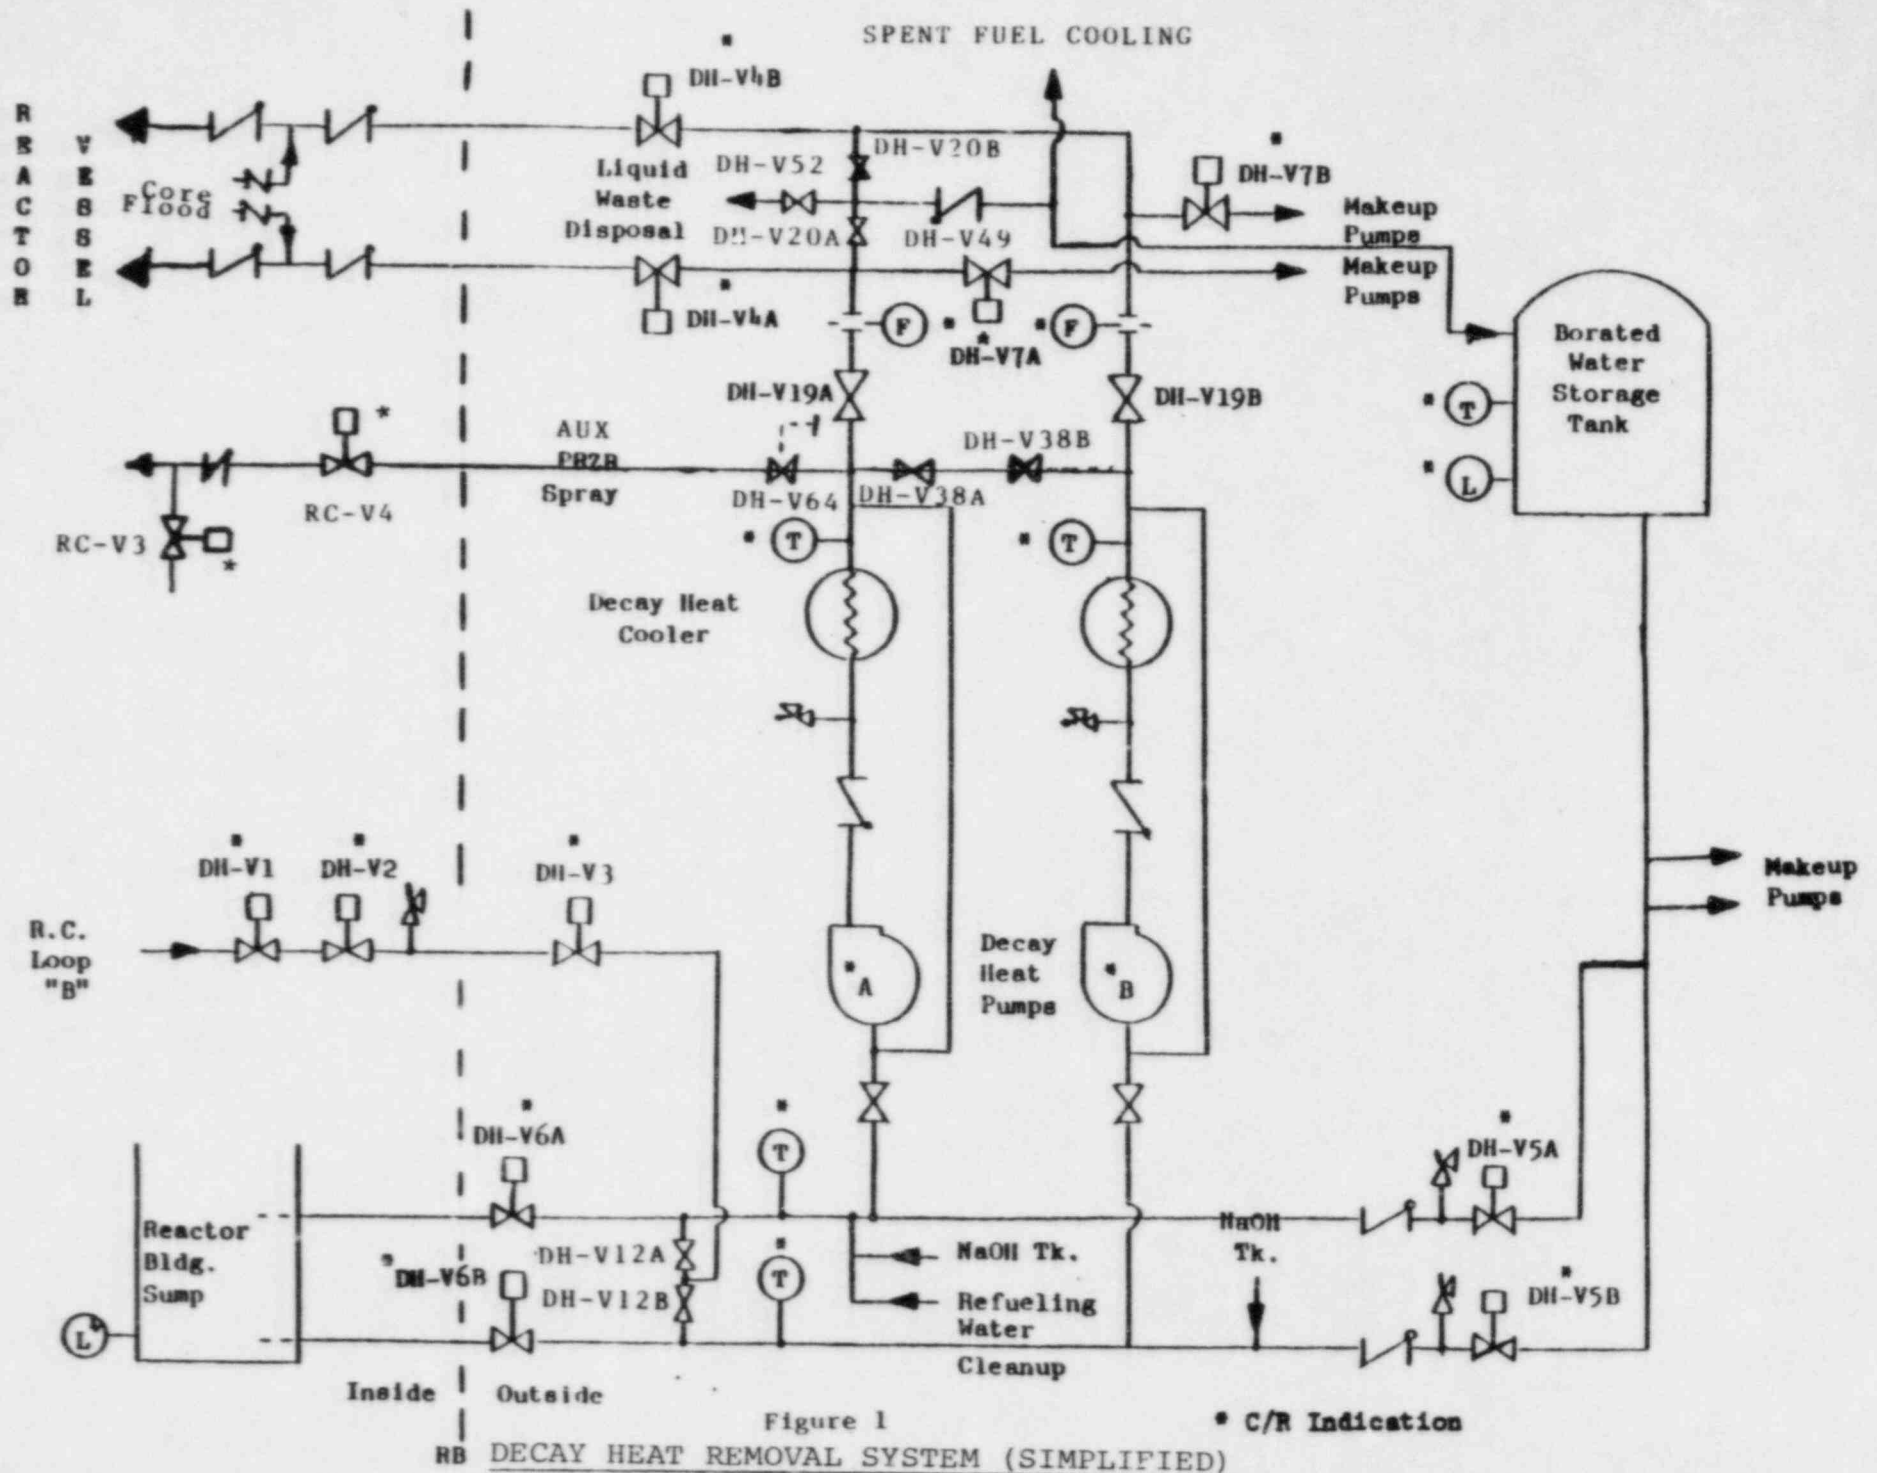 SPENT FUEL COOLING
* DH-V4B
REACTOR
VESSEL
Core
Flood
Liquid
Waste
Disposal
DH-V52
DH-V20B
DH-V20A
DH-V49
* DH-V7B
Makeup
Pumps
Makeup
Pumps
* DH-V4A
F *
* F
*
DH-V7A
Borated
Water
Storage
Tank
* T
* L
DH-V19A
DH-V19B
*
AUX
PRZR
Spray
DH-V38B
DH-V64
DH-V38A
RC-V4
RC-V3
*
* T
* T
Decay Heat
Cooler
* DH-V1
* DH-V2
* DH-V3
R.C.
Loop
"B"
* A
Decay
Heat
Pumps
* B
Makeup
Pumps
* DH-V6A
* T
* DH-V5A
Reactor
Bldg.
Sump
* DH-V6B
DH-V12A
DH-V12B
* T
NaOH Tk.
Refueling
Water
Cleanup
NaOH
Tk.
* DH-V5B
L*
Inside
Outside
Figure 1
* C/R Indication
RB DECAY HEAT REMOVAL SYSTEM (SIMPLIFIED)